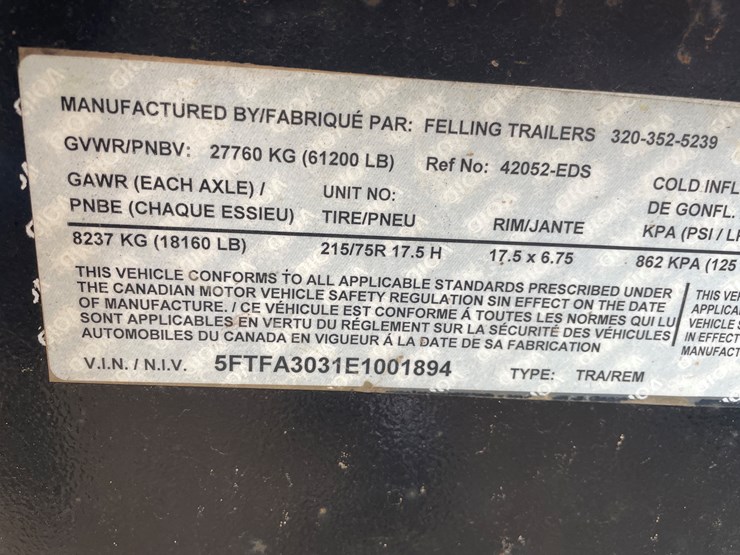 MANUFACTURED BY/FABRIQUÉ PAR: FELLING TRAILERS 320-352-5239
GVWR/PNBV: 27760 KG (61200 LB) Ref No: 42052-EDS
COLD INFL
GAWR (EACH AXLE) / UNIT NO:
DE GONFL.
PNBE (CHAQUE ESSIEU) TIRE/PNEU RIM/JANTE KPA (PSI /
8237 KG (18160 LB) 215/75R 17.5 H 17.5 x 6.75 862 KPA (125
THIS VEHICLE CONFORMS TO ALL APPLICABLE STANDARDS PRESCRIBED UNDER
THE CANADIAN MOTOR VEHICLE SAFETY REGULATION SIN EFFECT ON THE DATE
OF MANUFACTURE. / CE VÉHICULE EST CONFORME Á TOUTES LES NORMES QUI LU
SONT APPLICABLES EN VERTU DU RÉGLEMENT SUR LA SÉCURITÉ DES VÉHICULES
AUTOMOBILES DU CANADA EN VIGUEUR Á LA DATE DE SA FABRICATION
THIS VE
APPLICA
VEHICLE
IN EFFECT
MANUFACT
V.I.N. / N.I.V. 5FTFA3031E1001894 TYPE: TRA/REM